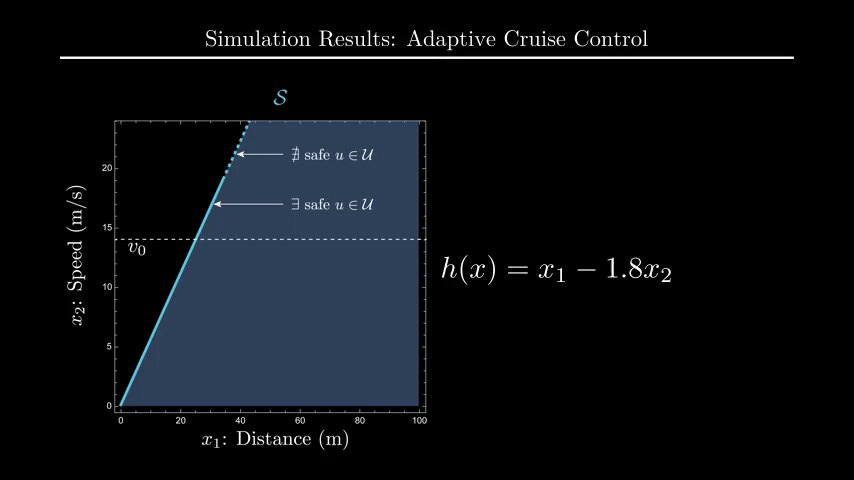 Simulation Results: Adaptive Cruise Control
𝒮
∄ safe u ∈ 𝒰
∃ safe u ∈ 𝒰
v₀
h(x) = x₁ − 1.8x₂
x₂: Speed (m/s)
20
15
10
5
0
0 20 40 60 80 100
x₁: Distance (m)